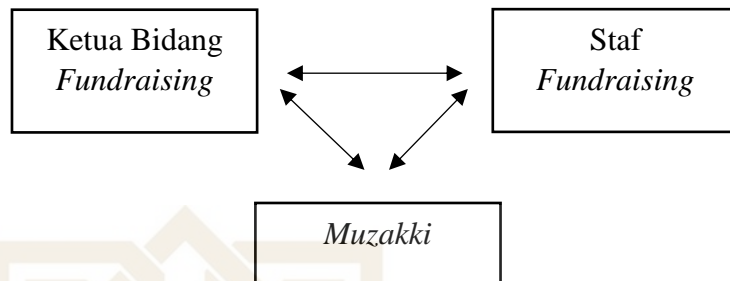 Ketua Bidang
Fundraising
Staf
Fundraising
Muzakki